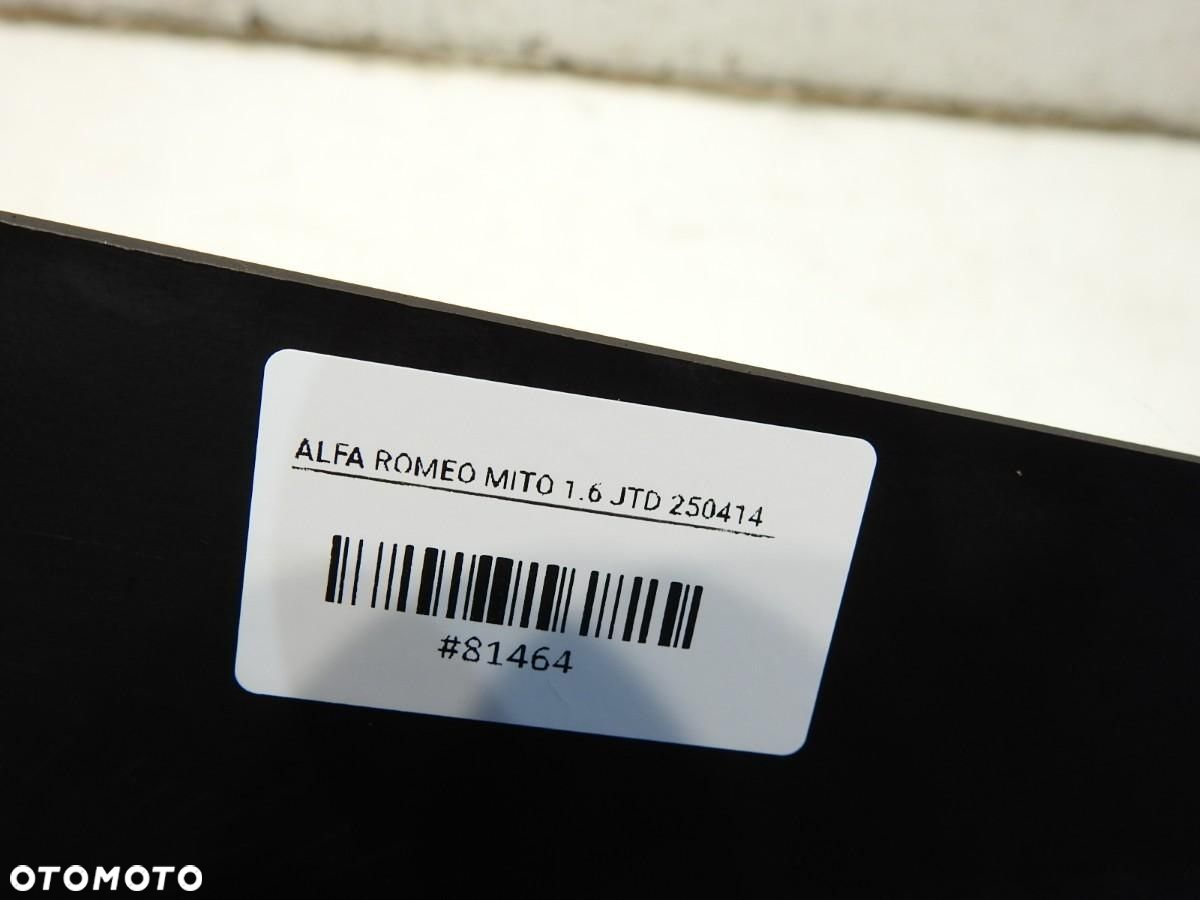 ALFA ROMEO MITO 1.6 JTD 250414
#81464
OTOMOTO